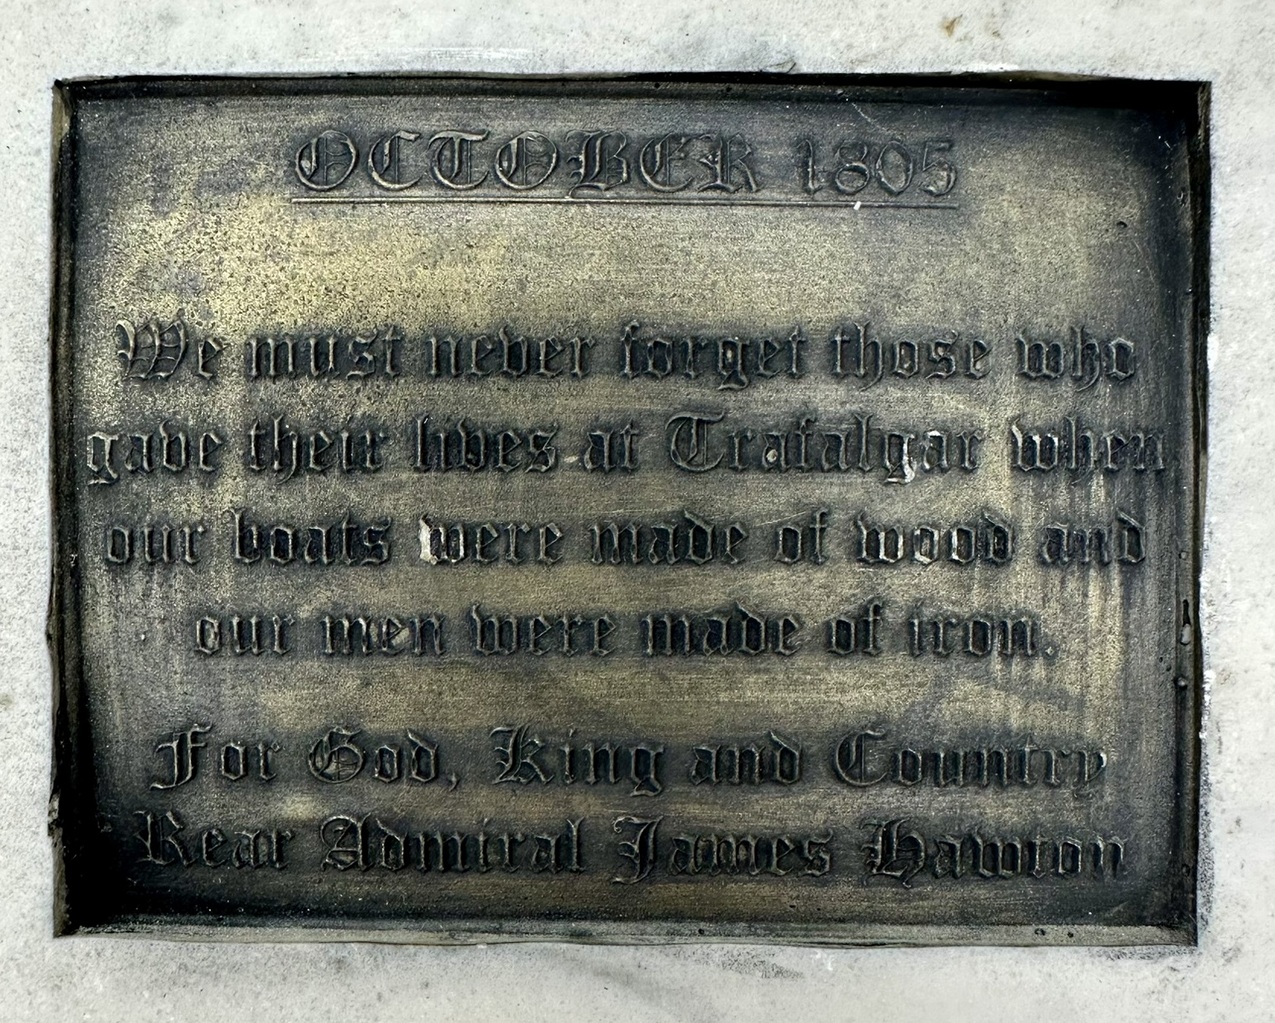 OCTOBER 1805
We must never forget those who
gave their lives at Trafalgar when
our boats were made of wood and
our men were made of iron.
For God, King and Country
Rear Admiral James Hawton